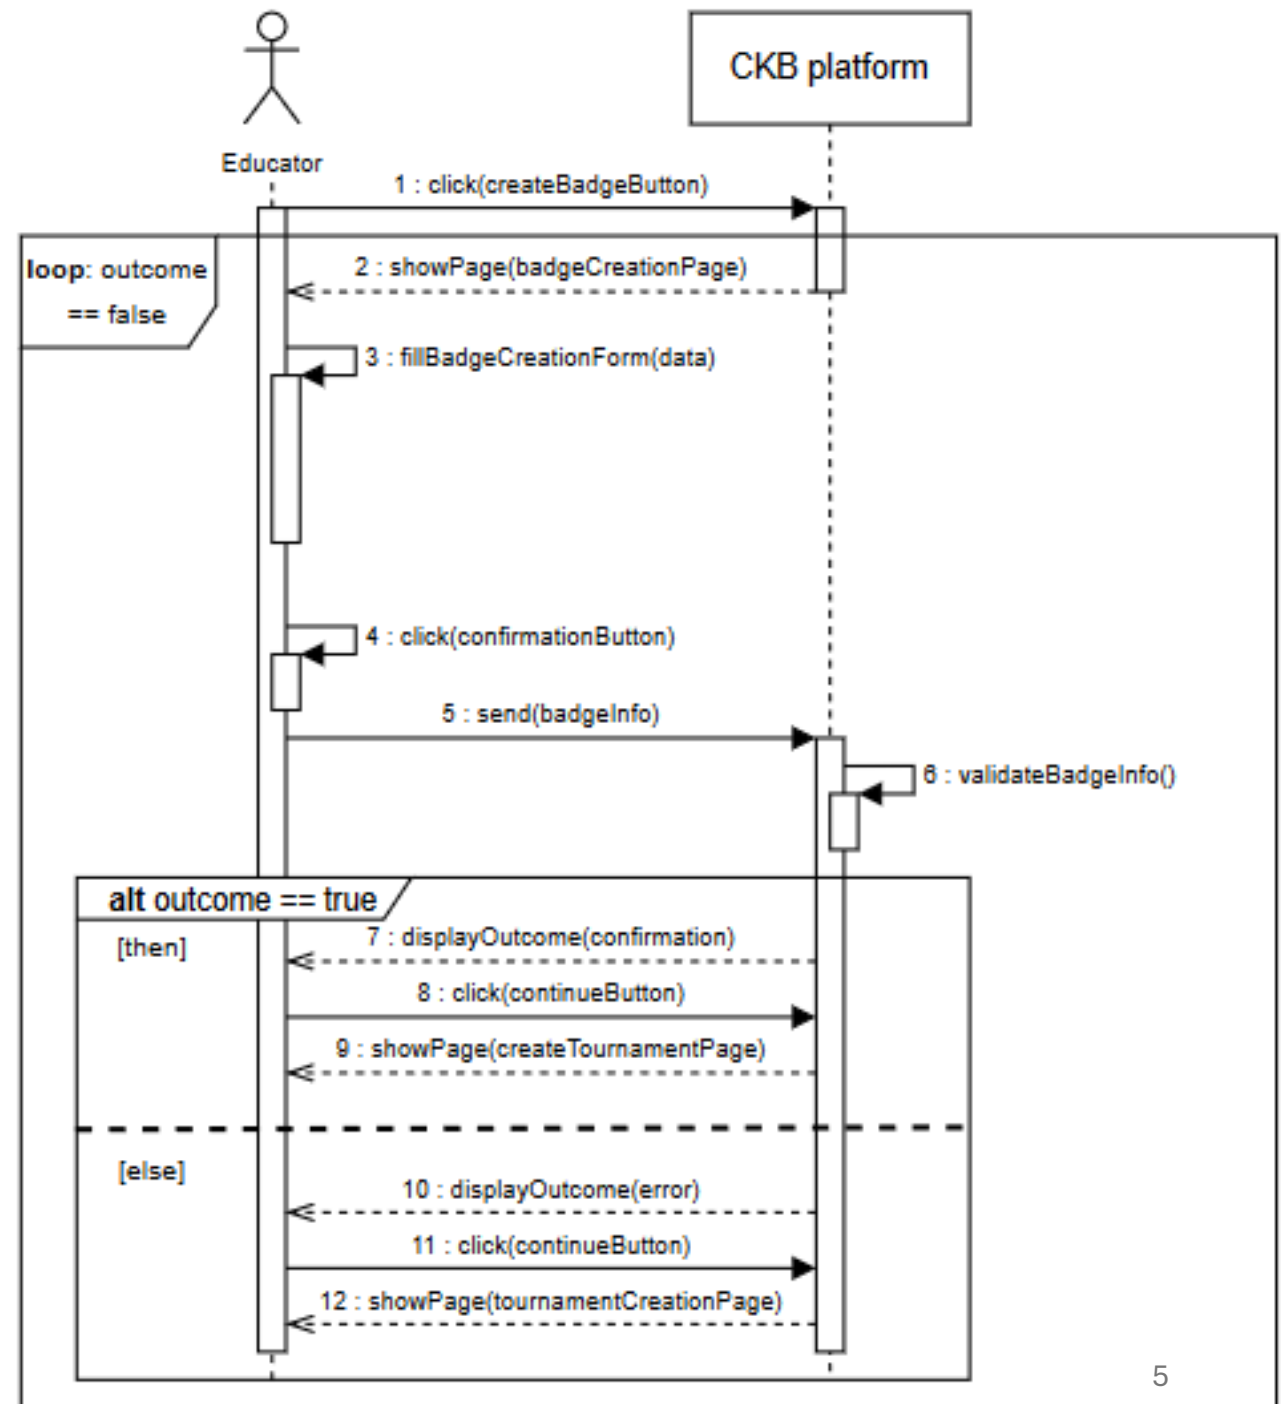 CKB platform
Educator
1 : click(createBadgeButton)
loop: outcome
== false
2 : showPage(badgeCreationPage)
3 : fillBadgeCreationForm(data)
4 : click(confirmationButton)
5 : send(badgeInfo)
6 : validateBadgeInfo()
alt outcome == true
[then]
7 : displayOutcome(confirmation)
8 : click(continueButton)
9 : showPage(createTournamentPage)
[else]
10 : displayOutcome(error)
11 : click(continueButton)
12 : showPage(tournamentCreationPage)
5